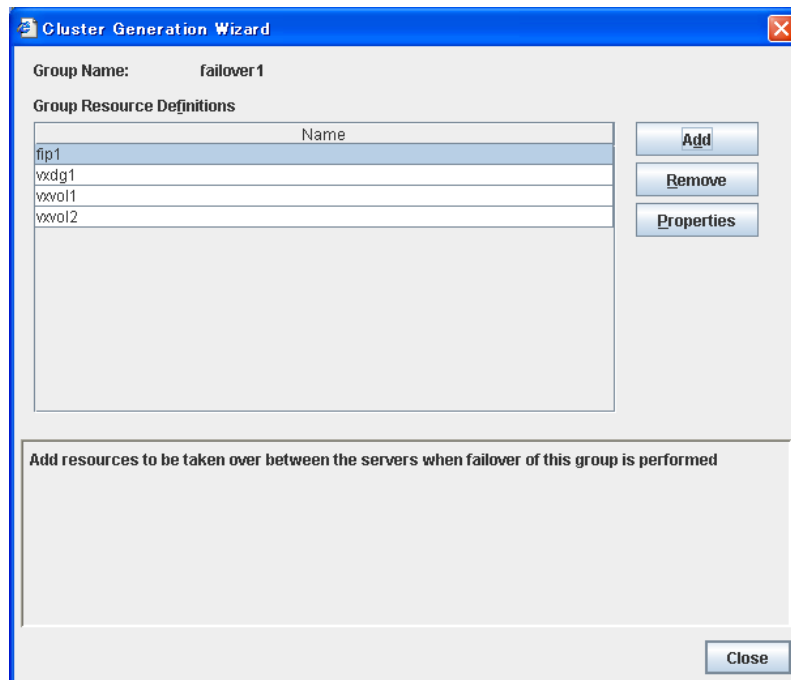 Cluster Generation Wizard
Group Name: failover1
Group Resource Definitions
Name
fip1
vxdg1
vxvol1
vxvol2
Add
Remove
Properties
Add resources to be taken over between the servers when failover of this group is performed
Close